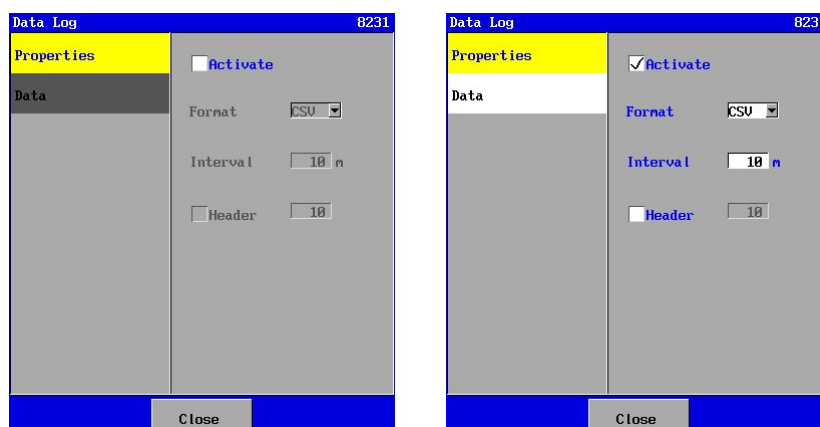 Data Log 8231
Properties
Activate
Data
Format CSV
Interval 10 m
Header 10
Close
Data Log 823
Properties
Activate
Data
Format CSV
Interval 10 m
Header 10
Close